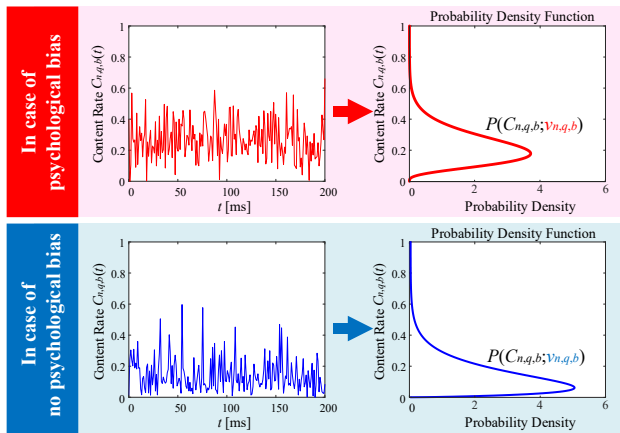 In case of
psychological bias
Content Rate Cn,q,b(t)
1
0.8
0.6
0.4
0.2
0
0 50 100 150 200
t [ms]
Probability Density Function
1
0.8
0.6
0.4
0.2
0
P(Cn,q,b;vn,q,b)
0 2 4 6
Probability Density
Content Rate Cn,q,b(t)
In case of
no psychological bias
Content Rate Cn,q,b(t)
1
0.8
0.6
0.4
0.2
0
0 50 100 150 200
t [ms]
Probability Density Function
1
0.8
0.6
0.4
0.2
0
P(Cn,q,b;vn,q,b)
0 2 4 6
Probability Density
Content Rate Cn,q,b(t)